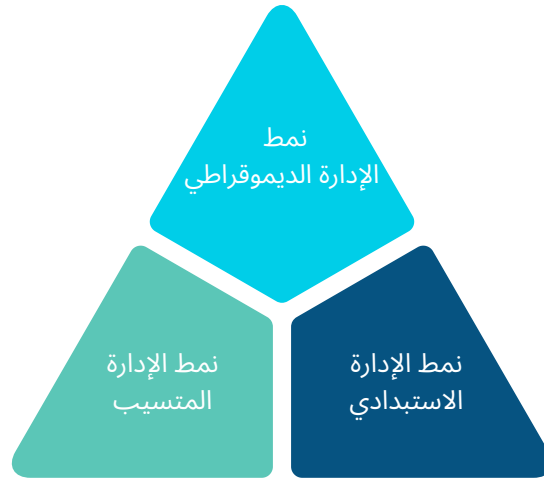 نمط
الإدارة الديموقراطي
نمط الإدارة
الاستبدادي
نمط الإدارة
المتسيب